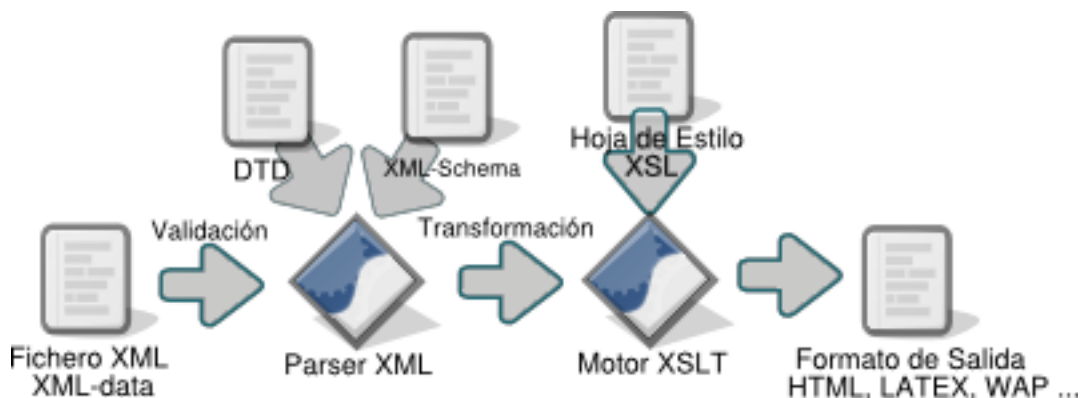 DTD
XML-Schema
Hoja de Estilo
XSL
Validación
Transformación
Fichero XML
XML-data
Parser XML
Motor XSLT
Formato de Salida
HTML, LATEX, WAP ...